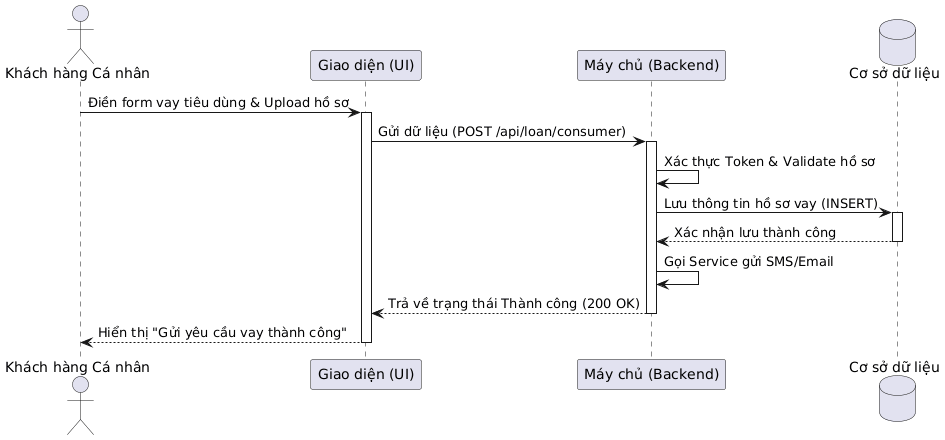 Khách hàng Cá nhân
Giao diện (UI)
Máy chủ (Backend)
Cơ sở dữ liệu
Điền form vay tiêu dùng & Upload hồ sơ
Gửi dữ liệu (POST /api/loan/consumer)
Xác thực Token & Validate hồ sơ
Lưu thông tin hồ sơ vay (INSERT)
Xác nhận lưu thành công
Gọi Service gửi SMS/Email
Trả về trạng thái Thành công (200 OK)
Hiển thị "Gửi yêu cầu vay thành công"
Khách hàng Cá nhân
Giao diện (UI)
Máy chủ (Backend)
Cơ sở dữ liệu